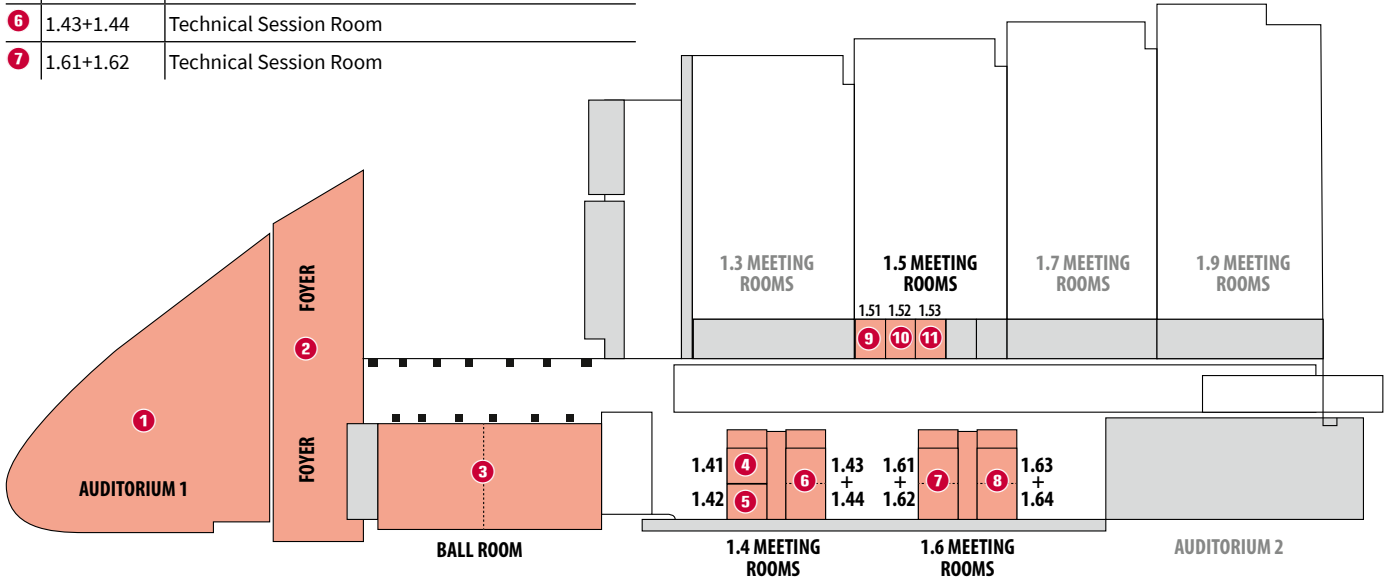 6 1.43+1.44 Technical Session Room
7 1.61+1.62 Technical Session Room
1.3 MEETING
ROOMS
1.5 MEETING
ROOMS
1.7 MEETING
ROOMS
1.9 MEETING
ROOMS
1.51 1.52 1.53
9 10 11
FOYER
2
FOYER
1
AUDITORIUM 1
3
BALL ROOM
1.41 4
1.42 5
6
1.43
+
1.44
1.61
+
1.62
7
8
1.63
+
1.64
1.4 MEETING
ROOMS
1.6 MEETING
ROOMS
AUDITORIUM 2